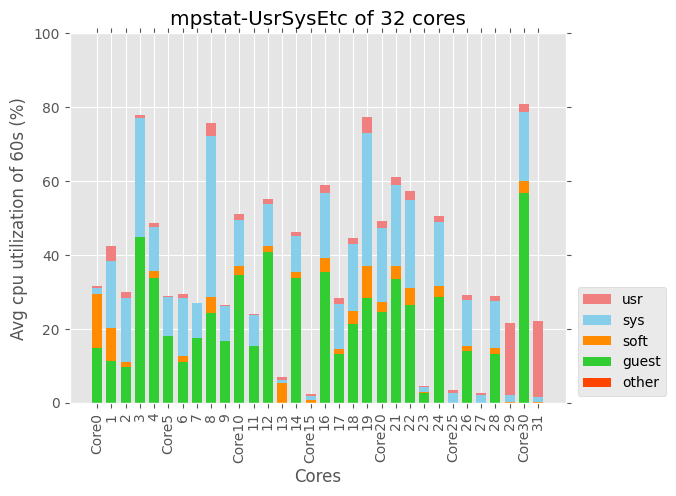 mpstat-UsrSysEtc of 32 cores
Avg cpu utilization of 60s (%)
100
80
60
40
20
0
Core0
1
2
3
4
Core5
6
7
8
9
Core10
11
12
13
14
Core15
16
17
18
19
Core20
21
22
23
24
Core25
26
27
28
29
Core30
31
Cores
usr
sys
soft
guest
other